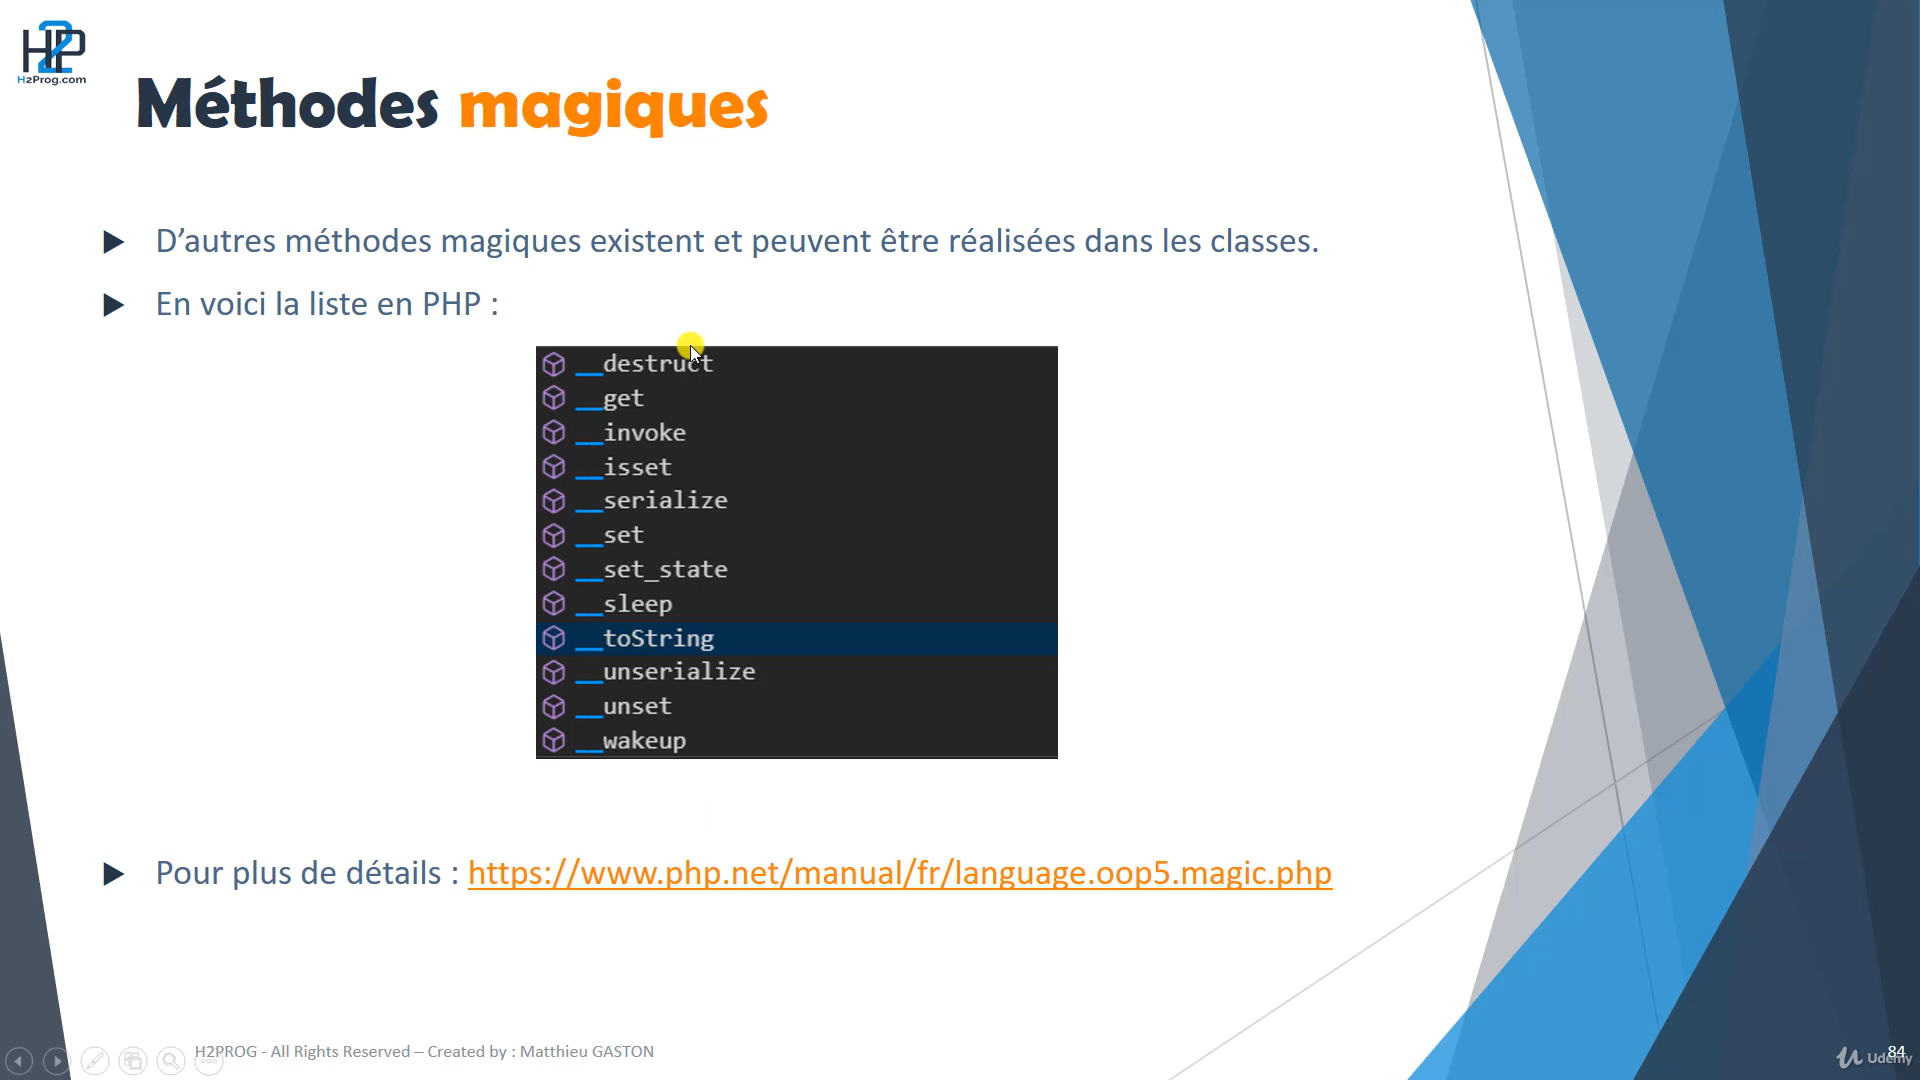 H2P
H2Prog.com
Méthodes magiques
D’autres méthodes magiques existent et peuvent être réalisées dans les classes.
En voici la liste en PHP :
__destruct
__get
__invoke
__isset
__serialize
__set
__set_state
__sleep
__toString
__unserialize
__unset
__wakeup
Pour plus de détails : https://www.php.net/manual/fr/language.oop5.magic.php
H2PROG - All Rights Reserved – Created by : Matthieu GASTON
84
Udemy